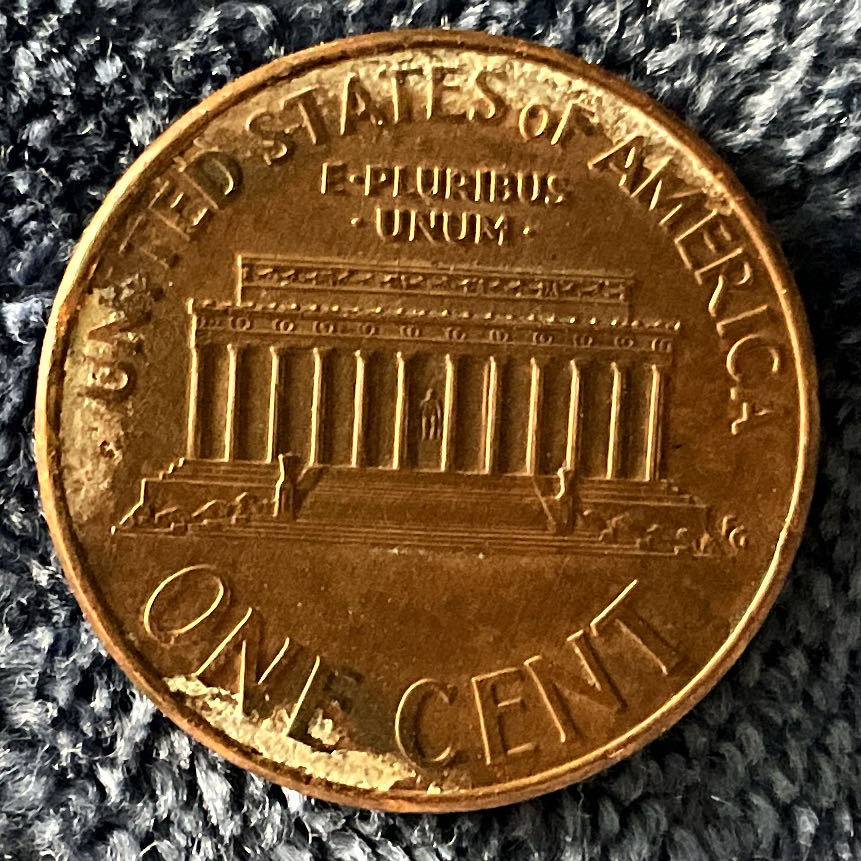 UNITED STATES OF AMERICA
E·PLURIBUS
·UNUM·
ONE CENT